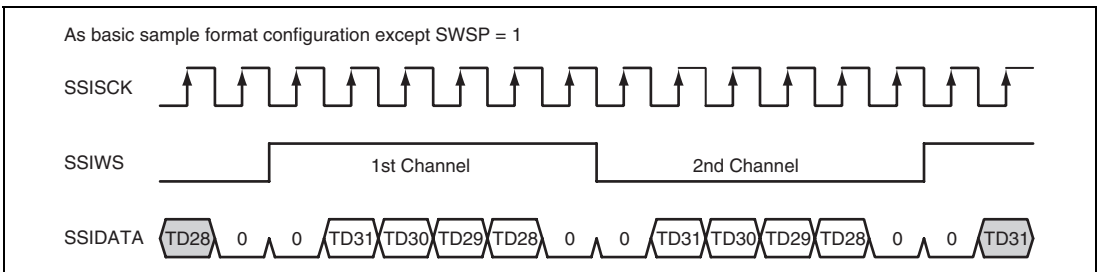 As basic sample format configuration except SWSP = 1
SSISCK
SSIWS 1st Channel 2nd Channel
SSIDATA TD28 0 0 TD31 TD30 TD29 TD28 0 0 TD31 TD30 TD29 TD28 0 0 TD31